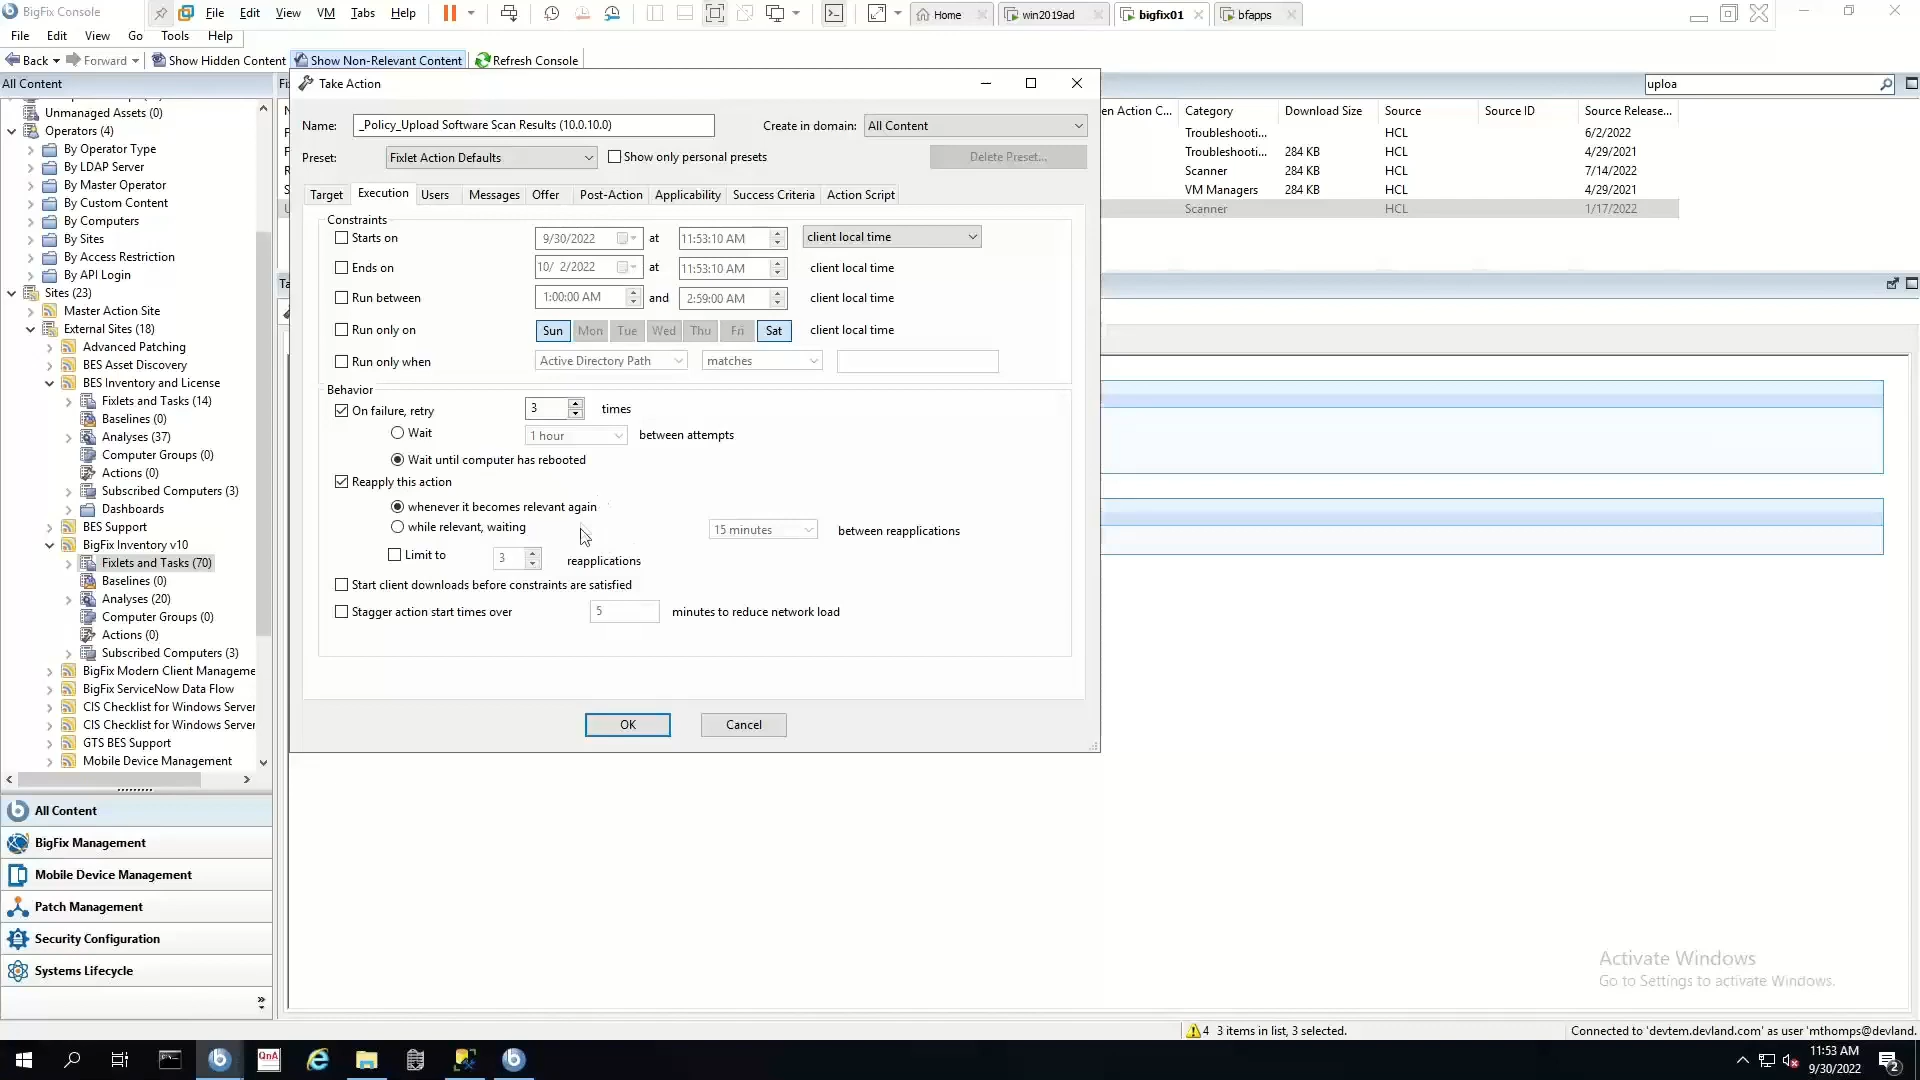 BigFix Console
File Edit View VM Tabs Help
Home
win2019ad
bigfix01
bfapps
File Edit View Go Tools Help
Back Forward Show Hidden Content Show Non-Relevant Content Refresh Console
All Content
uploa
Unmanaged Assets (0)
Operators (4)
By Operator Type
By LDAP Server
By Master Operator
By Custom Content
By Computers
By Sites
By Access Restriction
By API Login
Sites (23)
Master Action Site
External Sites (18)
Advanced Patching
BES Asset Discovery
BES Inventory and License
Fixlets and Tasks (14)
Baselines (0)
Analyses (37)
Computer Groups (0)
Actions (0)
Subscribed Computers (3)
Dashboards
BES Support
BigFix Inventory v10
Fixlets and Tasks (70)
Baselines (0)
Analyses (20)
Computer Groups (0)
Actions (0)
Subscribed Computers (3)
BigFix Modern Client Manageme
BigFix ServiceNow Data Flow
CIS Checklist for Windows Server
CIS Checklist for Windows Server
GTS BES Support
Mobile Device Management
All Content
BigFix Management
Mobile Device Management
Patch Management
Security Configuration
Systems Lifecycle
Take Action
Name: _Policy_Upload Software Scan Results (10.0.10.0) Create in domain: All Content
Preset: Fixlet Action Defaults Show only personal presets Delete Preset...
Target Execution Users Messages Offer Post-Action Applicability Success Criteria Action Script
Constraints
Starts on 9/30/2022 at 11:53:10 AM client local time
Ends on 10/ 2/2022 at 11:53:10 AM client local time
Run between 1:00:00 AM and 2:59:00 AM client local time
Run only on Sun Mon Tue Wed Thu Fri Sat client local time
Run only when Active Directory Path matches
Behavior
On failure, retry 3 times
Wait 1 hour between attempts
Wait until computer has rebooted
Reapply this action
whenever it becomes relevant again
while relevant, waiting 15 minutes between reapplications
Limit to 3 reapplications
Start client downloads before constraints are satisfied
Stagger action start times over 5 minutes to reduce network load
OK Cancel
en Action C... Category Download Size Source Source ID Source Release...
Troubleshooti... HCL 6/2/2022
Troubleshooti... 284 KB HCL 4/29/2021
Scanner 284 KB HCL 7/14/2022
VM Managers 284 KB HCL 4/29/2021
Scanner HCL 1/17/2022
Activate Windows
Go to Settings to activate Windows.
4 3 items in list, 3 selected.
Connected to 'devtem.devland.com' as user 'mthomps@devland.
QnA
11:53 AM
9/30/2022
2